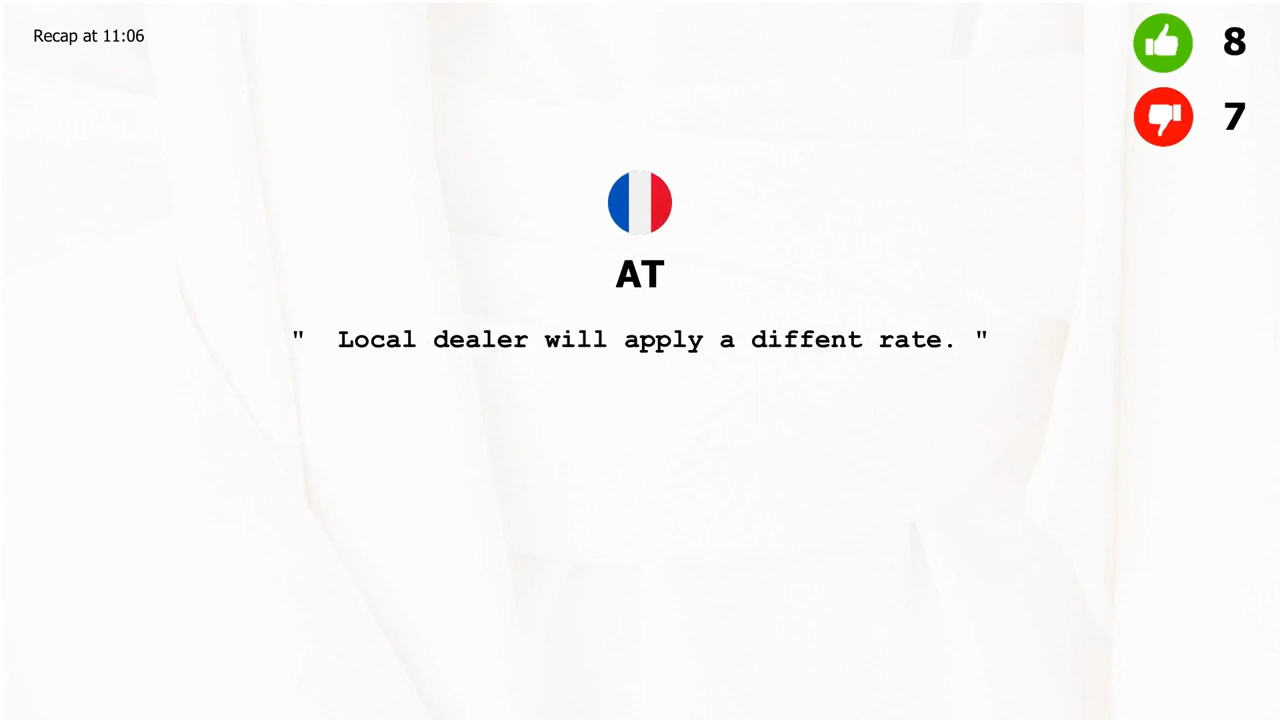 Recap at 11:06
8
7
AT
" Local dealer will apply a diffent rate. "